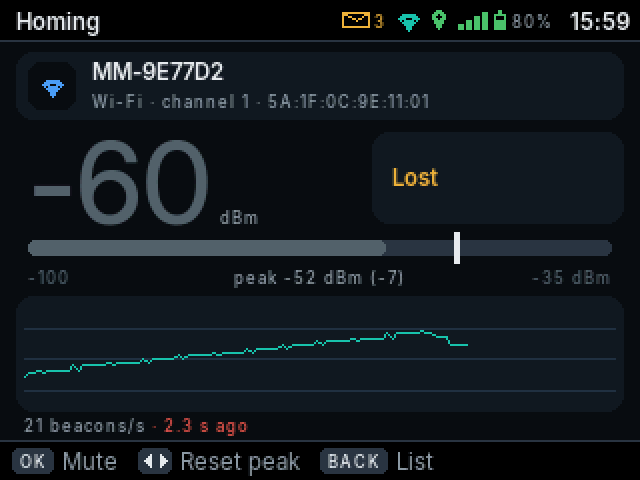 Homing 3 80% 15:59
MM-9E77D2
Wi-Fi · channel 1 · 5A:1F:0C:9E:11:01
-60 dBm
Lost
-100 peak -52 dBm (-7) -35 dBm
21 beacons/s · 2.3 s ago
OK Mute Reset peak BACK List